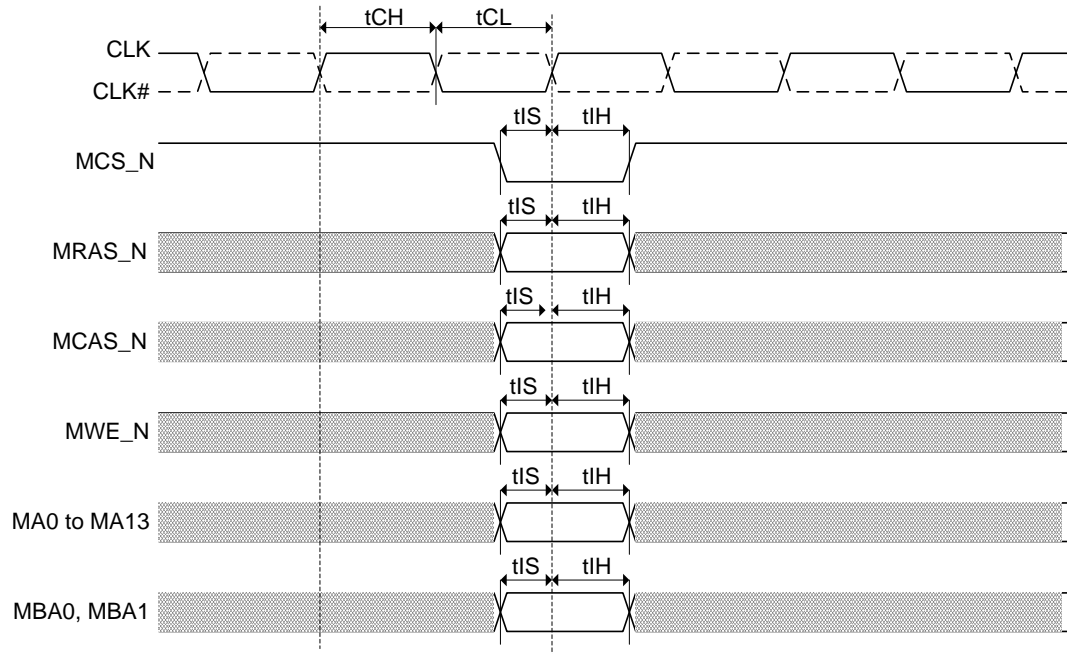 tCH tCL
CLK
CLK#
tIS tIH
MCS_N
tIS tIH
MRAS_N
tIS tIH
MCAS_N
tIS tIH
MWE_N
tIS tIH
MA0 to MA13
tIS tIH
MBA0, MBA1